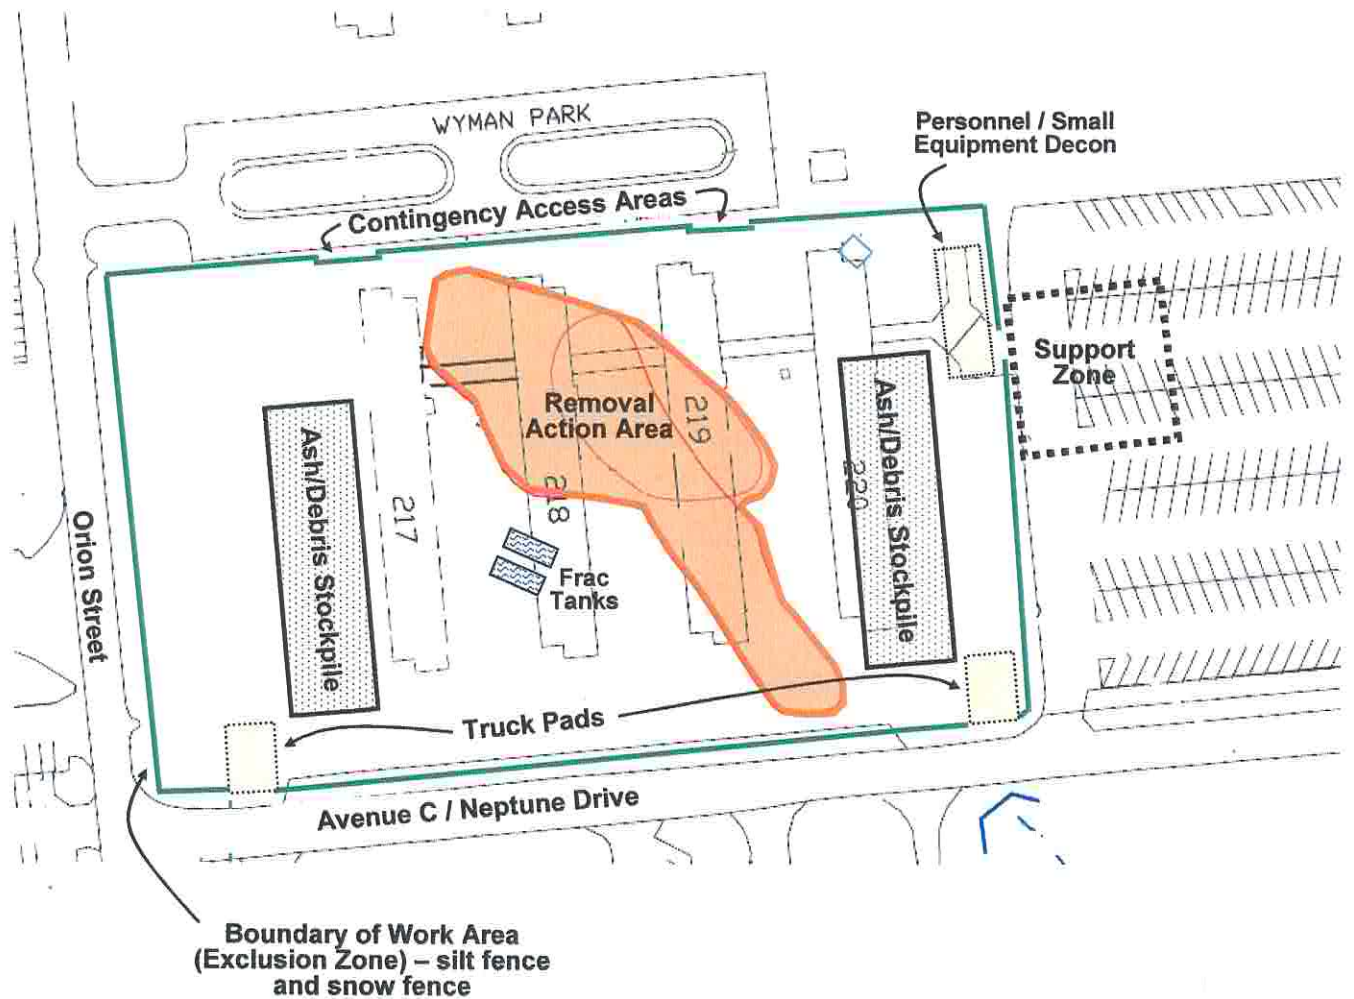 WYMAN PARK
Personnel / Small
Equipment Decon
Contingency Access Areas
Support
Zone
Removal
Action Area
219
Ash/Debris Stockpile
220
Ash/Debris Stockpile
217
218
Frac
Tanks
Orion Street
Truck Pads
Avenue C / Neptune Drive
Boundary of Work Area
(Exclusion Zone) – silt fence
and snow fence